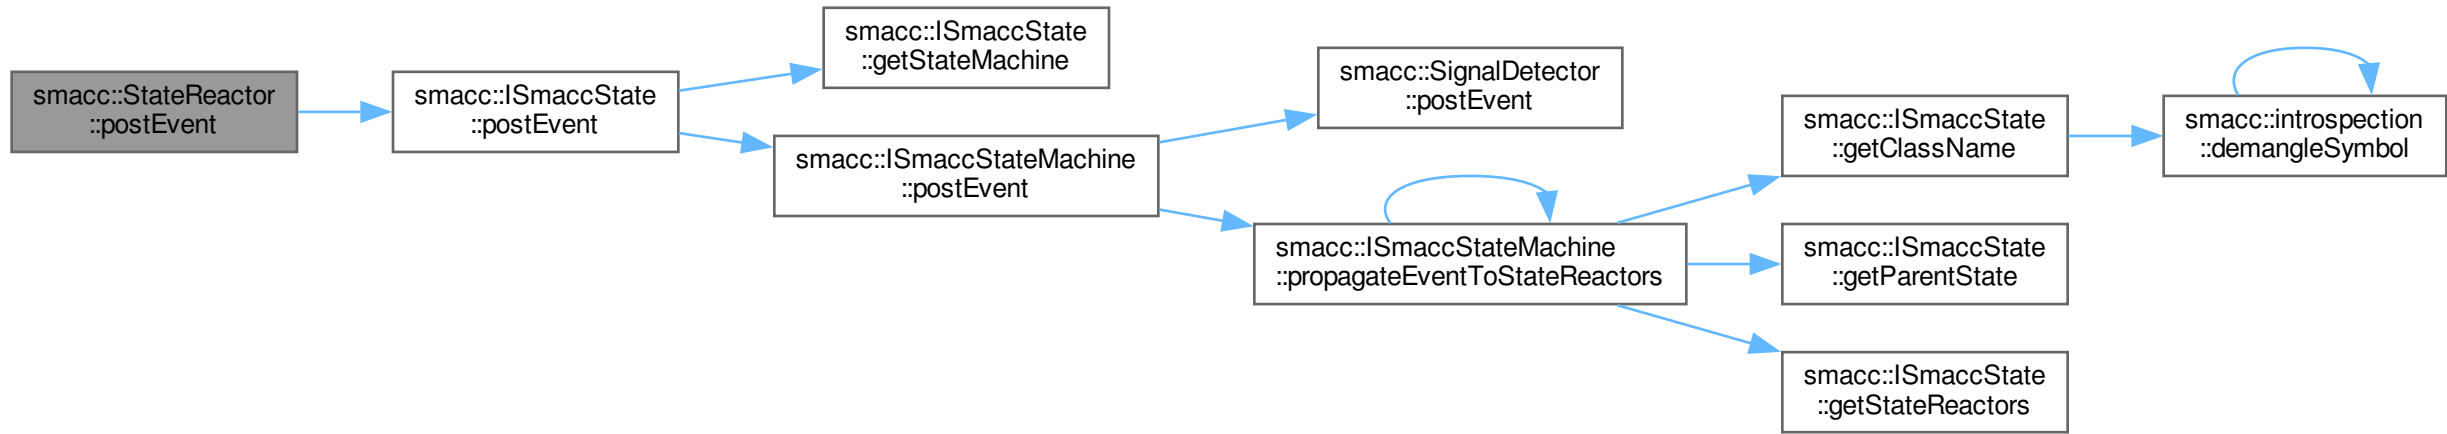 smacc::StateReactor
::postEvent
smacc::ISmaccState
::postEvent
smacc::ISmaccState
::getStateMachine
smacc::ISmaccStateMachine
::postEvent
smacc::SignalDetector
::postEvent
smacc::ISmaccStateMachine
::propagateEventToStateReactors
smacc::ISmaccState
::getClassName
smacc::introspection
::demangleSymbol
smacc::ISmaccState
::getParentState
smacc::ISmaccState
::getStateReactors